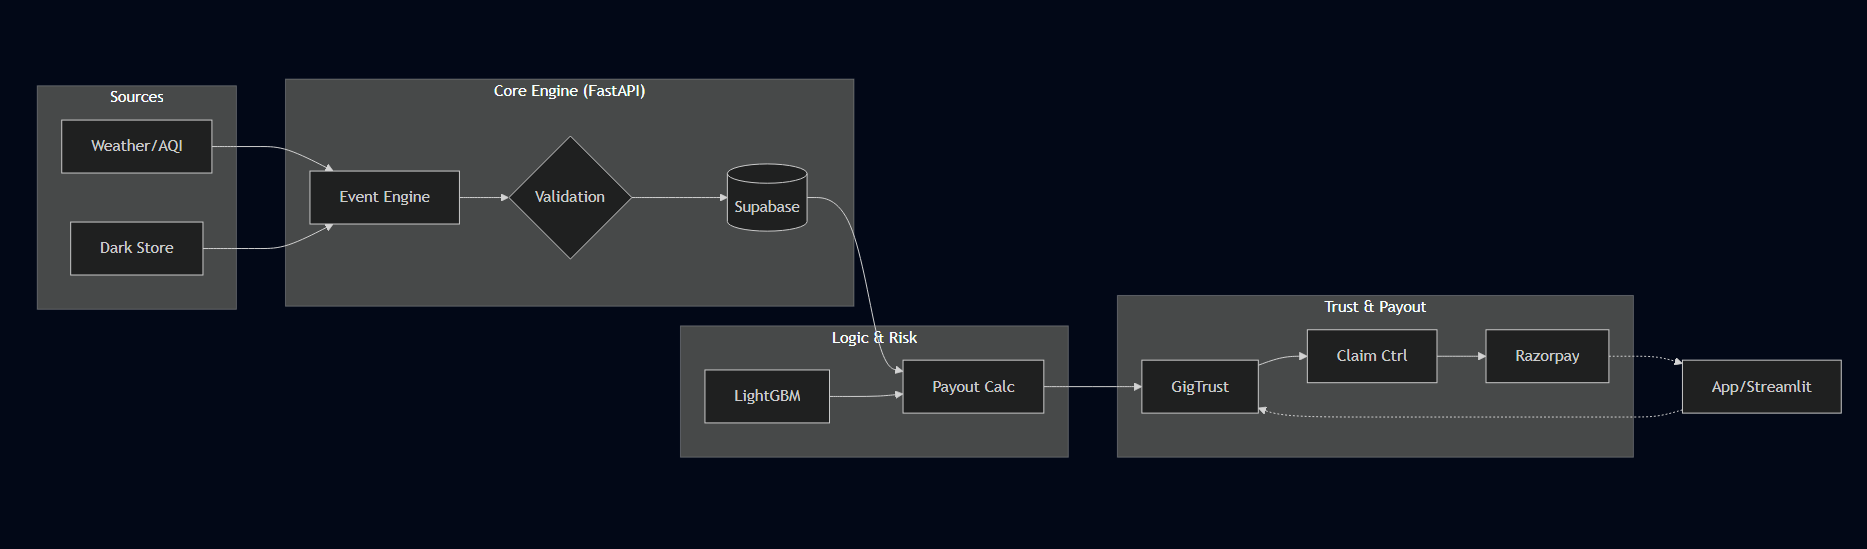 Sources
Weather/AQI
Dark Store
Core Engine (FastAPI)
Event Engine
Validation
Supabase
Logic & Risk
LightGBM
Payout Calc
Trust & Payout
GigTrust
Claim Ctrl
Razorpay
App/Streamlit